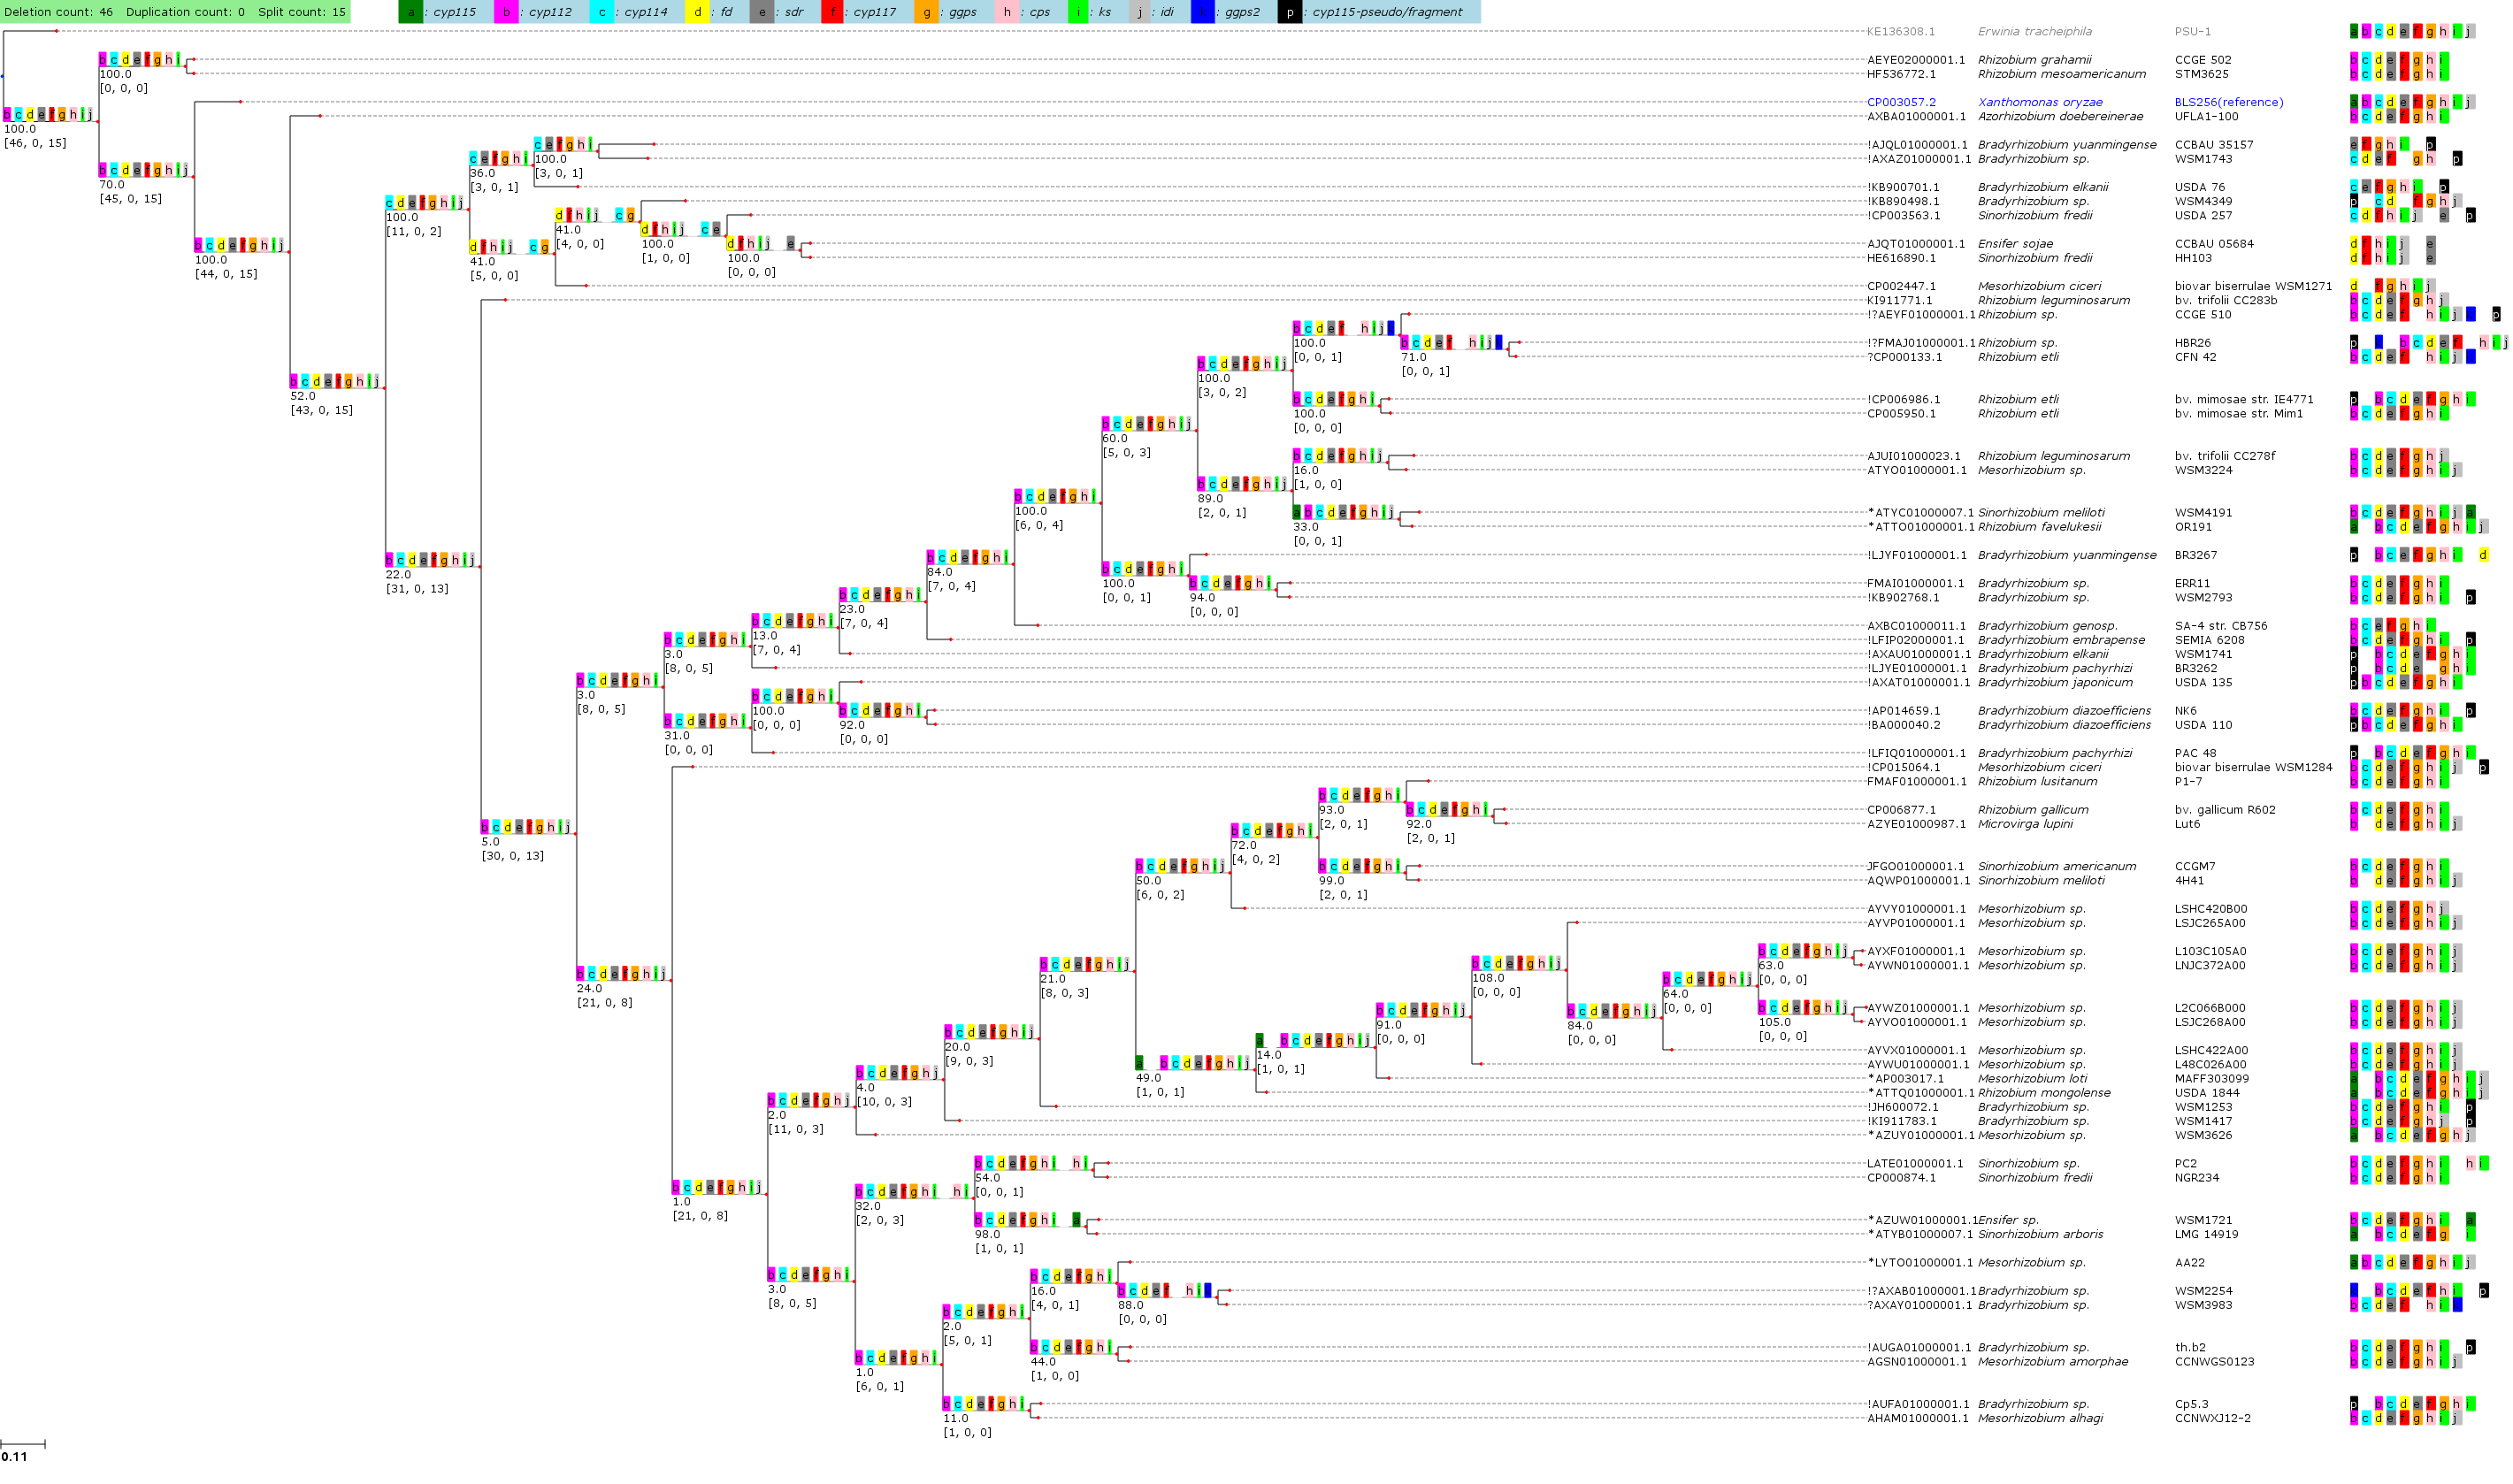 Deletion count: 46 Duplication count: 0 Split count: 15
a : cyp115 b : cyp112 c : cyp114 d : fd e : sdr f : cyp117 g : ggps h : cps i : ks j : idi : ggps2 p : cyp115-pseudo/fragment
KE136308.1 Erwinia tracheiphila PSU-1 a b c d e f g h i j
AEYE02000001.1 Rhizobium grahamii CCGE 502 b c d e f g h i
HF536772.1 Rhizobium mesoamericanum STM3625 b c d e f g h i
CP003057.2 Xanthomonas oryzae BLS256(reference) a b c d e f g h i j
AXBA01000001.1 Azorhizobium doebereinerae UFLA1-100 b c d e f g h i
!AJQL01000001.1 Bradyrhizobium yuanmingense CCBAU 35157 e f g h i p
!AXAZ01000001.1 Bradyrhizobium sp. WSM1743 c d e f g h p
!KB900701.1 Bradyrhizobium elkanii USDA 76 c e f g h i p
!KB890498.1 Bradyrhizobium sp. WSM4349 p c d f g h j
!CP003563.1 Sinorhizobium fredii USDA 257 c d f h i j e p
AJQT01000001.1 Ensifer sojae CCBAU 05684 d f h i j e
HE616890.1 Sinorhizobium fredii HH103 d f h i j e
CP002447.1 Mesorhizobium ciceri biovar biserrulae WSM1271 d f g h i j
KI911771.1 Rhizobium leguminosarum bv. trifolii CC283b b c d e f g h j
!?AEYF01000001.1 Rhizobium sp. CCGE 510 b c d e f h i j p
!?FMAJ01000001.1 Rhizobium sp. HBR26 p k b c d e f h i j
?CP000133.1 Rhizobium etli CFN 42 b c d e f h i j
!CP006986.1 Rhizobium etli bv. mimosae str. IE4771 p b c d e f g h i
CP005950.1 Rhizobium etli bv. mimosae str. Mim1 b c d e f g h i
AJUI01000023.1 Rhizobium leguminosarum bv. trifolii CC278f b c d e f g h j
ATYO01000001.1 Mesorhizobium sp. WSM3224 b c d e f g h i j
*ATYC01000007.1 Sinorhizobium meliloti WSM4191 b c d e f g h i j a
*ATTO01000001.1 Rhizobium favelukesii OR191 a b c d e f g h i j
!LJYF01000001.1 Bradyrhizobium yuanmingense BR3267 p b c e f g h i d
FMAI01000001.1 Bradyrhizobium sp. ERR11 b c d e f g h i
!KB902768.1 Bradyrhizobium sp. WSM2793 b c d e f g h i p
AXBC01000011.1 Bradyrhizobium genosp. SA-4 str. CB756 b c e f g h i
!LFIP02000001.1 Bradyrhizobium embrapense SEMIA 6208 b c d e f g h i p
!AXAU01000001.1 Bradyrhizobium elkanii WSM1741 p b c d e f g h i
!LJYE01000001.1 Bradyrhizobium pachyrhizi BR3262 p b c d e g h i
!AXAT01000001.1 Bradyrhizobium japonicum USDA 135 p b c d e f g h i
!AP014659.1 Bradyrhizobium diazoefficiens NK6 b c d e f g h i p
!BA000040.2 Bradyrhizobium diazoefficiens USDA 110 p b c d e f g h i
!LFIQ01000001.1 Bradyrhizobium pachyrhizi PAC 48 p b c d e f g h i
!CP015064.1 Mesorhizobium ciceri biovar biserrulae WSM1284 b c d e f g h i j p
FMAF01000001.1 Rhizobium lusitanum P1-7 b c d e f g h i
CP006877.1 Rhizobium gallicum bv. gallicum R602 b c d e f g h i
AZYE01000987.1 Microvirga lupini Lut6 b d e f g h i j
JFGO01000001.1 Sinorhizobium americanum CCGM7 b c d e f g h i
AQWP01000001.1 Sinorhizobium meliloti 4H41 b d e f g h i j
AYVY01000001.1 Mesorhizobium sp. LSHC420B00 b c d e f g h j
AYVP01000001.1 Mesorhizobium sp. LSJC265A00 b c d e f g h i j
AYXF01000001.1 Mesorhizobium sp. L103C105A0 b c d e f g h i j
AYWN01000001.1 Mesorhizobium sp. LNJC372A00 b c d e f g h i j
AYWZ01000001.1 Mesorhizobium sp. L2C066B000 b c d e f g h i j
AYVO01000001.1 Mesorhizobium sp. LSJC268A00 b c d e f g h i j
AYVX01000001.1 Mesorhizobium sp. LSHC422A00 b c d e f g h i j
AYWU01000001.1 Mesorhizobium sp. L48C026A00 b c d e f g h i j
*AP003017.1 Mesorhizobium loti MAFF303099 a b c d e f g h i j
*ATTQ01000001.1 Rhizobium mongolense USDA 1844 a b c d e f g h i j
!JH600072.1 Bradyrhizobium sp. WSM1253 b c d e f g h i p
!KI911783.1 Bradyrhizobium sp. WSM1417 b c d e f g h j p
*AZUY01000001.1 Mesorhizobium sp. WSM3626 a b c d e f g h j
LATE01000001.1 Sinorhizobium sp. PC2 b c d e f g h i h i
CP000874.1 Sinorhizobium fredii NGR234 b c d e f g h i
*AZUW01000001.1 Ensifer sp. WSM1721 b c d e f g h i a
*ATYB01000007.1 Sinorhizobium arboris LMG 14919 a b c d e f g i
*LYTO01000001.1 Mesorhizobium sp. AA22 a b c d e f g h i j
!?AXAB01000001.1 Bradyrhizobium sp. WSM2254 b c d e f g h i p
?AXAY01000001.1 Bradyrhizobium sp. WSM3983 b c d e f h i k
!AUGA01000001.1 Bradyrhizobium sp. th.b2 b c d e f g h i p
AGSN01000001.1 Mesorhizobium amorphae CCNWGS0123 b c d e f g h i j
!AUFA01000001.1 Bradyrhizobium sp. Cp5.3 p b c d e f g h i
AHAM01000001.1 Mesorhizobium alhagi CCNWXJ12-2 b c d e f g h i j
b c d e f g h i j
100.0
[46, 0, 15]
b c d e f g h i
100.0
[0, 0, 0]
b c d e f g h i j
70.0
[45, 0, 15]
b c d e f g h i j
100.0
[44, 0, 15]
b c d e f g h i j
52.0
[43, 0, 15]
c d e f g h i j
100.0
[11, 0, 2]
c e f g h i
36.0
[3, 0, 1]
c e f g h i
100.0
[3, 0, 1]
d f h i j c g
41.0
[5, 0, 0]
d f h i j c g
41.0
[4, 0, 0]
d f h i j c e
100.0
[1, 0, 0]
d f h i j e
100.0
[0, 0, 0]
b c d e f g h i j
22.0
[31, 0, 13]
b c d e f g h i j
5.0
[30, 0, 13]
b c d e f g h i
3.0
[8, 0, 5]
b c d e f g h i
3.0
[8, 0, 5]
b c d e f g h i
13.0
[7, 0, 4]
b c d e f g h i
23.0
[7, 0, 4]
b c d e f g h i
84.0
[7, 0, 4]
b c d e f g h i
100.0
[6, 0, 4]
b c d e f g h i j
60.0
[5, 0, 3]
b c d e f g h i j
100.0
[3, 0, 2]
b c d e f h i j
100.0
[0, 0, 1]
b c d e f h i j
71.0
[0, 0, 1]
b c d e f g h i
100.0
[0, 0, 0]
b c d e f g h i j
89.0
[2, 0, 1]
b c d e f g h i j
16.0
[1, 0, 0]
a b c d e f g h i j
33.0
[0, 0, 1]
b c d e f g h i
100.0
[0, 0, 1]
b c d e f g h i
94.0
[0, 0, 0]
b c d e f g h i
31.0
[0, 0, 0]
b c d e f g h i
100.0
[0, 0, 0]
b c d e f g h i
92.0
[0, 0, 0]
b c d e f g h i j
24.0
[21, 0, 8]
b c d e f g h i j
1.0
[21, 0, 8]
b c d e f g h j
2.0
[11, 0, 3]
b c d e f g h j
4.0
[10, 0, 3]
b c d e f g h i j
20.0
[9, 0, 3]
b c d e f g h i j
21.0
[8, 0, 3]
b c d e f g h i j
50.0
[6, 0, 2]
b c d e f g h i
72.0
[4, 0, 2]
b c d e f g h i
93.0
[2, 0, 1]
b c d e f g h i
92.0
[2, 0, 1]
b c d e f g h i
99.0
[2, 0, 1]
a b c d e f g h i j
49.0
[1, 0, 1]
a b c d e f g h i j
14.0
[1, 0, 1]
b c d e f g h i j
91.0
[0, 0, 0]
b c d e f g h i j
108.0
[0, 0, 0]
b c d e f g h i j
84.0
[0, 0, 0]
b c d e f g h i j
64.0
[0, 0, 0]
b c d e f g h i j
63.0
[0, 0, 0]
b c d e f g h i j
105.0
[0, 0, 0]
b c d e f g h i
3.0
[8, 0, 5]
b c d e f g h i h i
32.0
[2, 0, 3]
b c d e f g h i h i
54.0
[0, 0, 1]
b c d e f g h i a
98.0
[1, 0, 1]
b c d e f g h i
1.0
[6, 0, 1]
b c d e f g h i
2.0
[5, 0, 1]
b c d e f g h i
16.0
[4, 0, 1]
b c d e f h i k
88.0
[0, 0, 0]
b c d e f g h i
44.0
[1, 0, 0]
b c d e f g h i
11.0
[1, 0, 0]
0.11